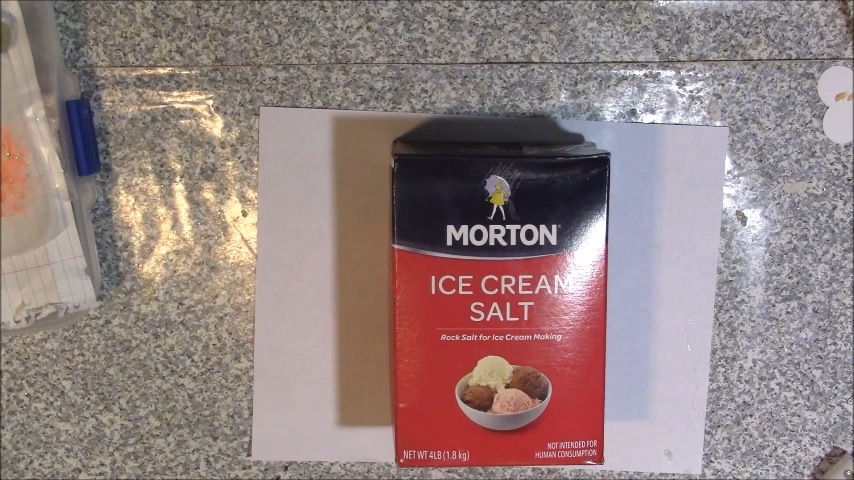 MORTON
ICE CREAM
SALT
Rock Salt for Ice Cream Making
NET WT 4LB (1.8 kg)
NOT INTENDED FOR
HUMAN CONSUMPTION